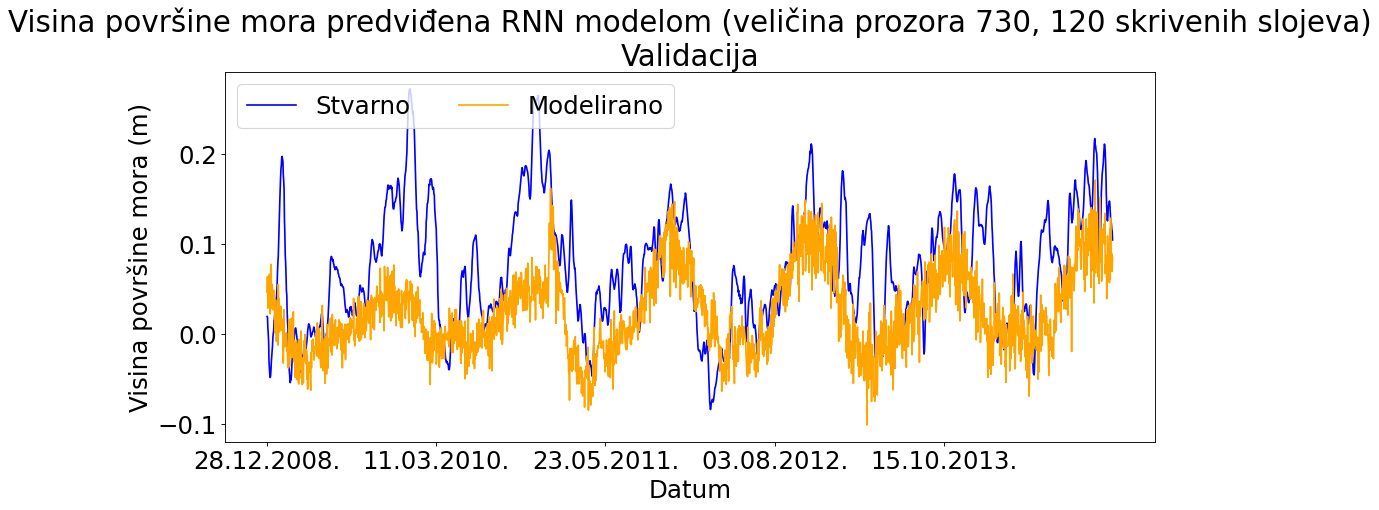 Visina površine mora predviđena RNN modelom (veličina prozora 730, 120 skrivenih slojeva)
Validacija
Stvarno
Modelirano
Visina površine mora (m)
0.2
0.1
0.0
−0.1
28.12.2008.
11.03.2010.
23.05.2011.
03.08.2012.
15.10.2013.
Datum